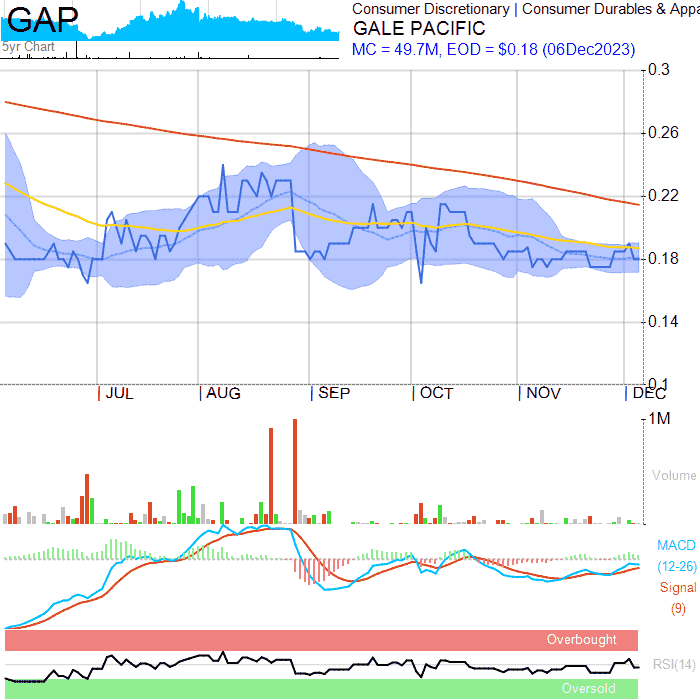 GAP
5yr Chart
Consumer Discretionary | Consumer Durables & Appa
GALE PACIFIC
MC = 49.7M, EOD = $0.18 (06Dec2023)
0.3
0.26
0.22
0.18
0.14
0.1
JUL
AUG
SEP
OCT
NOV
DEC
1M
Volume
MACD
(12-26)
Signal
(9)
Overbought
RSI(14)
Oversold